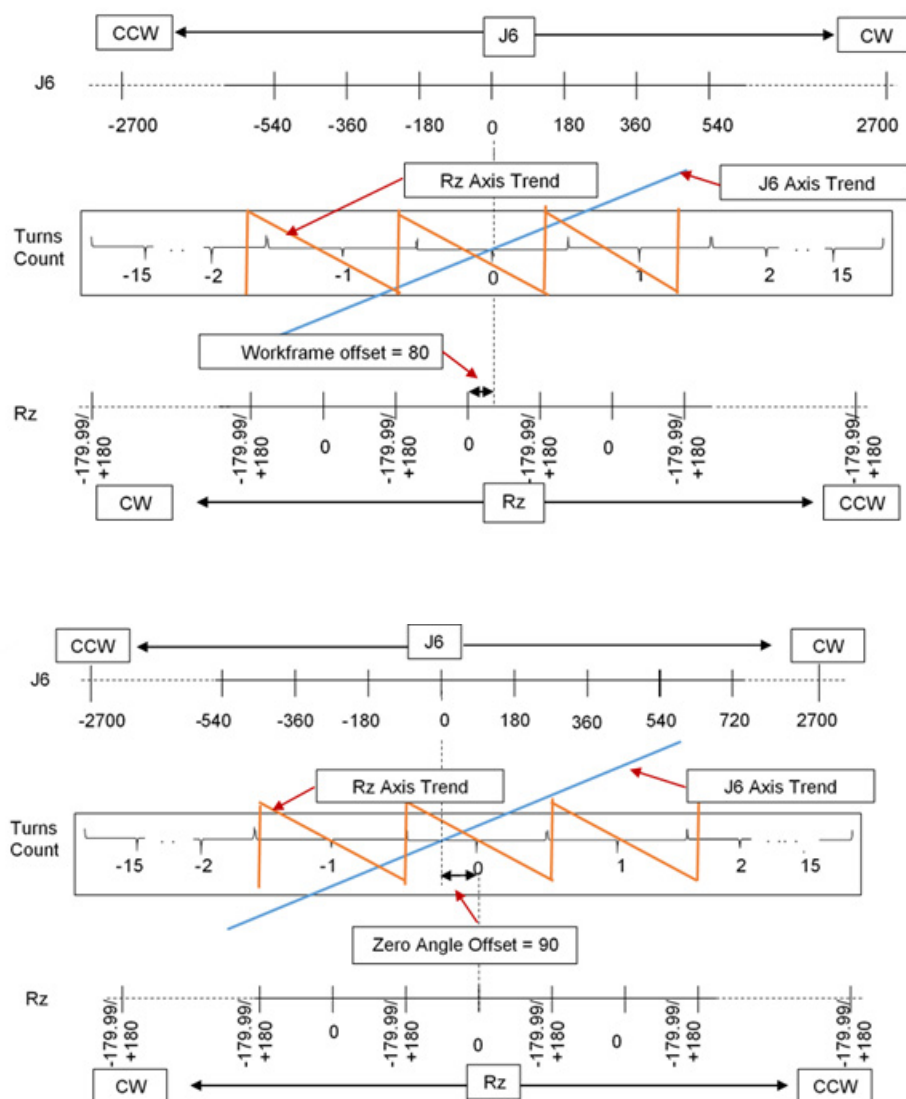 CCW J6 CW
J6
-2700 -540 -360 -180 0 180 360 540 2700
Rz Axis Trend J6 Axis Trend
Turns
Count
-15 .. -2 -1 0 1 2 .. 15
Workframe offset = 80
Rz
-179.99/
+180
-179.99/
+180
0
-179.99/
+180
0
-179.99/
+180
0
-179.99/
+180
-179.99/
+180
CW Rz CCW
CCW J6 CW
J6
-2700 -540 -360 -180 0 180 360 540 720 2700
Rz Axis Trend J6 Axis Trend
Turns
Count
-15 .. -2 -1 0 1 2 .. .. 15
Zero Angle Offset = 90
Rz
-179.99/
+180
-179.99/
+180
0
-179.99/
+180
0
-179.99/
+180
0
-179.99/
+180
-179.99/
+180
CW Rz CCW